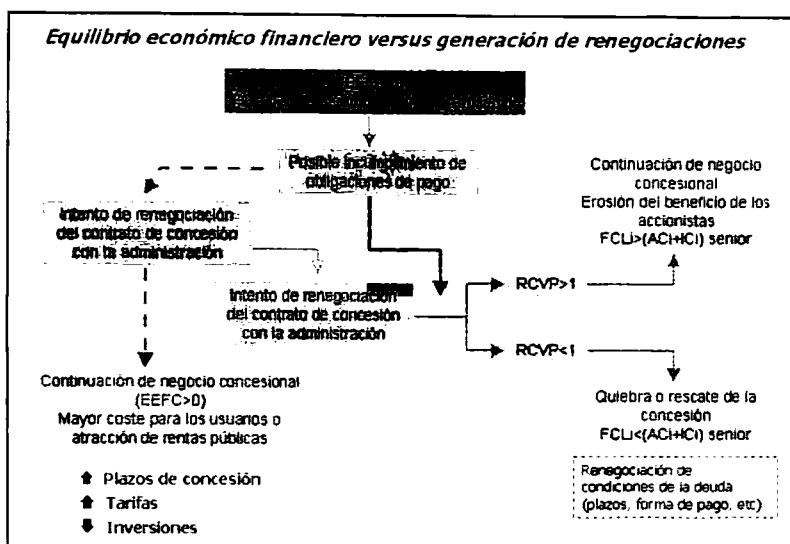 Equilibrio económico financiero versus generación de renegociaciones
Posible incumplimiento de
obligaciones de pago
Intento de renegociación
del contrato de concesión
con la administración
Intento de renegociación
del contrato de concesión
con la administración
RCVP>1
RCVP<1
Continuación de negocio
concesional
Erosión del beneficio de los
accionistas
FCLi>(ACi+ICi) senior
Continuación de negocio concesional
(EEFC>0)
Mayor coste para los usuarios o
atracción de rentas públicas
Plazos de concesión
Tarifas
Inversiones
Quiebra o rescate de la
concesión
FCLi<(ACi+ICi) senior
Renegociación de
condiciones de la deuda
(plazos, forma de pago, etc)